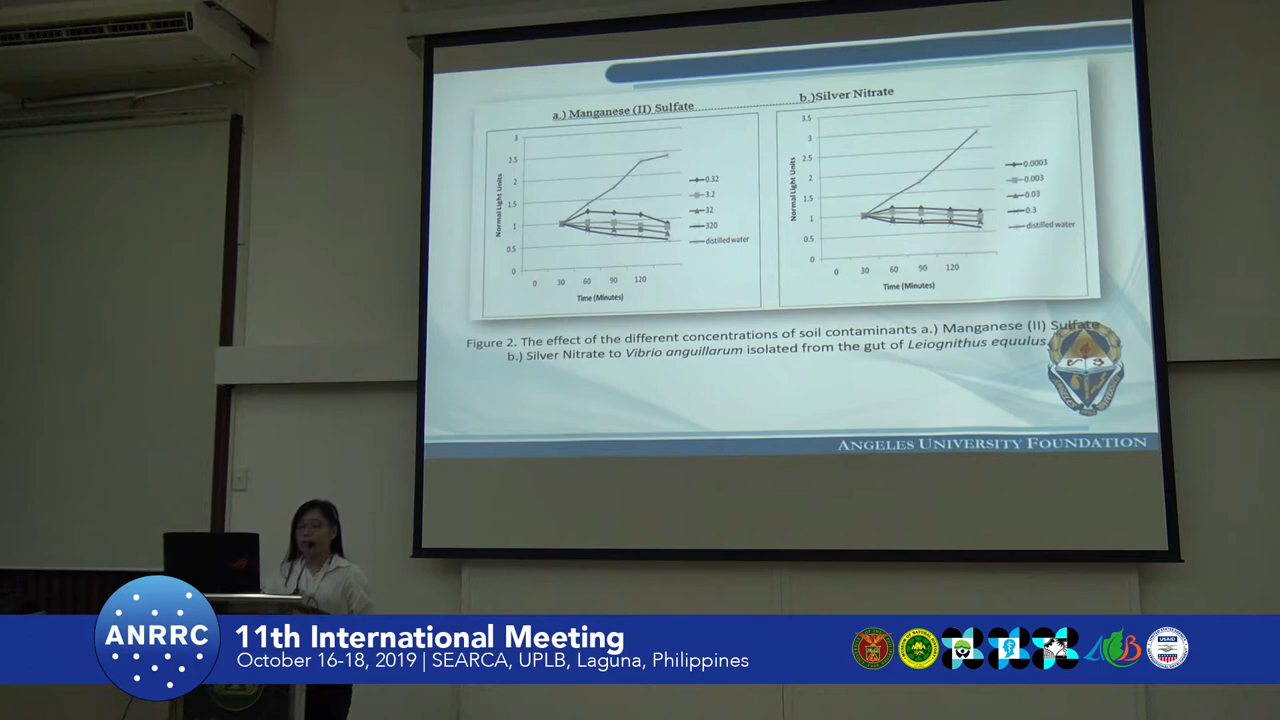 a.) Manganese (II) Sulfate
b.)Silver Nitrate
Normal Light Units
3
2.5
2
1.5
1
0.5
0
0 30 60 90 120
Time (Minutes)
0.32
3.2
32
320
distilled water
Normal Light Units
3.5
3
2.5
2
1.5
1
0.5
0
0 30 60 90 120
Time (Minutes)
0.0003
0.003
0.03
0.3
distilled water
Figure 2. The effect of the different concentrations of soil contaminants a.) Manganese (II) Sulfate
b.) Silver Nitrate to Vibrio anguillarum isolated from the gut of Leiognithus equulus.
ANGELES UNIVERSITY FOUNDATION
ANRRC
11th International Meeting
October 16-18, 2019 | SEARCA, UPLB, Laguna, Philippines
USAID